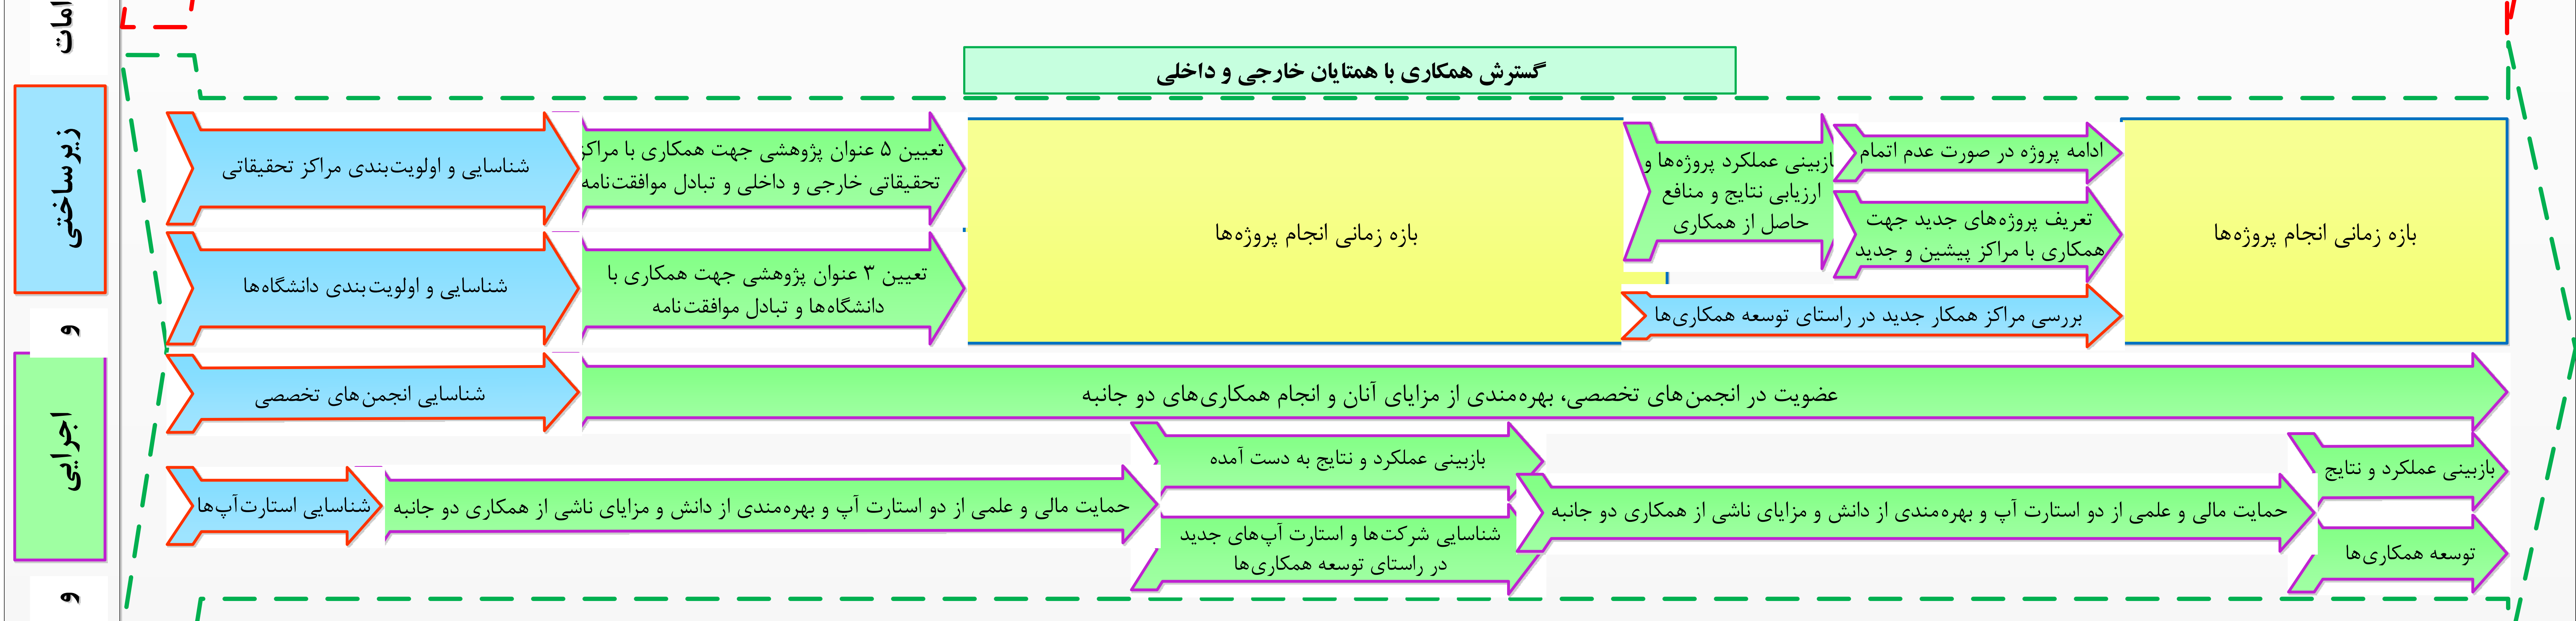 گسترش همکاری با همتایان خارجی و داخلی
زیرساختی
و
اجرایی
و
شناسایی و اولویت‌بندی مراکز تحقیقاتی
تعیین ۵ عنوان پژوهشی جهت همکاری با مراکز
تحقیقاتی خارجی و داخلی و تبادل موافقت‌نامه
شناسایی و اولویت‌بندی دانشگاه‌ها
تعیین ۳ عنوان پژوهشی جهت همکاری با
دانشگاه‌ها و تبادل موافقت‌نامه
بازه زمانی انجام پروژه‌ها
بازبینی عملکرد پروژه‌ها و
ارزیابی نتایج و منافع
حاصل از همکاری
ادامه پروژه در صورت عدم اتمام
تعریف پروژه‌های جدید جهت
همکاری با مراکز پیشین و جدید
بررسی مراکز همکار جدید در راستای توسعه همکاری‌ها
بازه زمانی انجام پروژه‌ها
شناسایی انجمن‌های تخصصی
عضویت در انجمن‌های تخصصی، بهره‌مندی از مزایای آنان و انجام همکاری‌های دو جانبه
شناسایی استارت‌آپ‌ها
حمایت مالی و علمی از دو استارت آپ و بهره‌مندی از دانش و مزایای ناشی از همکاری دو جانبه
بازبینی عملکرد و نتایج به دست آمده
شناسایی شرکت‌ها و استارت آپ‌های جدید
در راستای توسعه همکاری‌ها
حمایت مالی و علمی از دو استارت آپ و بهره‌مندی از دانش و مزایای ناشی از همکاری دو جانبه
بازبینی عملکرد و نتایج
توسعه همکاری‌ها